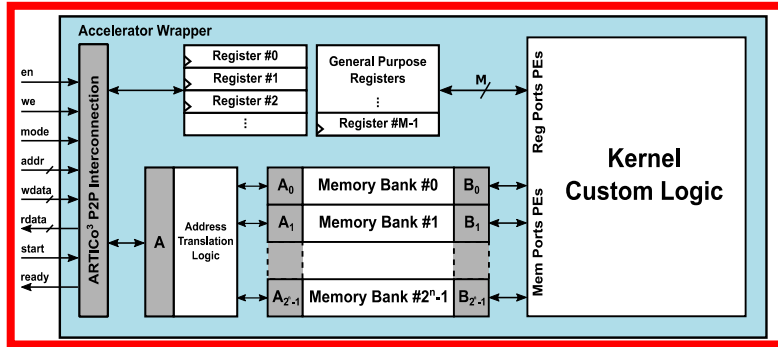 Accelerator Wrapper
en
we
mode
addr
wdata
rdata
start
ready
ARTICo³ P2P Interconnection
Register #0
Register #1
Register #2
⋮
General Purpose
Registers
⋮
Register #M-1
M
Reg Ports PEs
Mem Ports PEs
Kernel
Custom Logic
A
Address
Translation
Logic
A₀ Memory Bank #0 B₀
A₁ Memory Bank #1 B₁
A₂ⁿ₋₁ Memory Bank #2ⁿ-1 B₂ⁿ₋₁